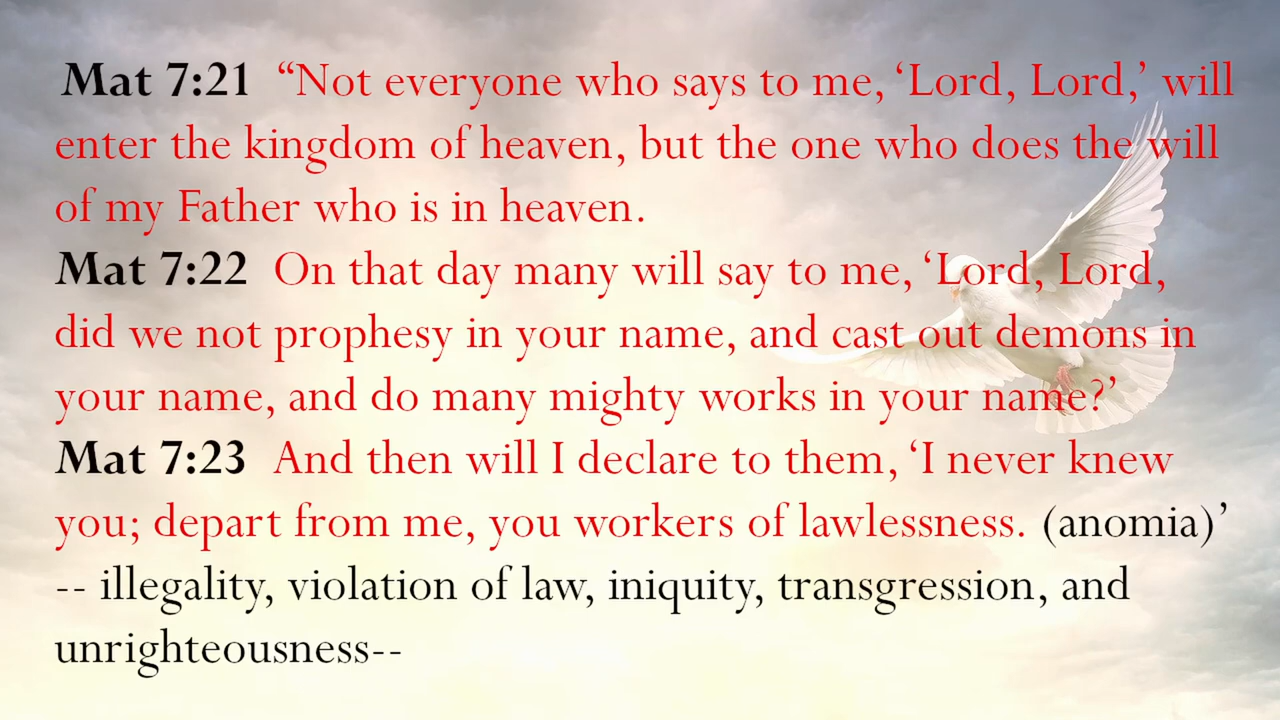 Mat 7:21 “Not everyone who says to me, ‘Lord, Lord,’ will
enter the kingdom of heaven, but the one who does the will
of my Father who is in heaven.
Mat 7:22 On that day many will say to me, ‘Lord, Lord,
did we not prophesy in your name, and cast out demons in
your name, and do many mighty works in your name?’
Mat 7:23 And then will I declare to them, ‘I never knew
you; depart from me, you workers of lawlessness. (anomia)’
-- illegality, violation of law, iniquity, transgression, and
unrighteousness--